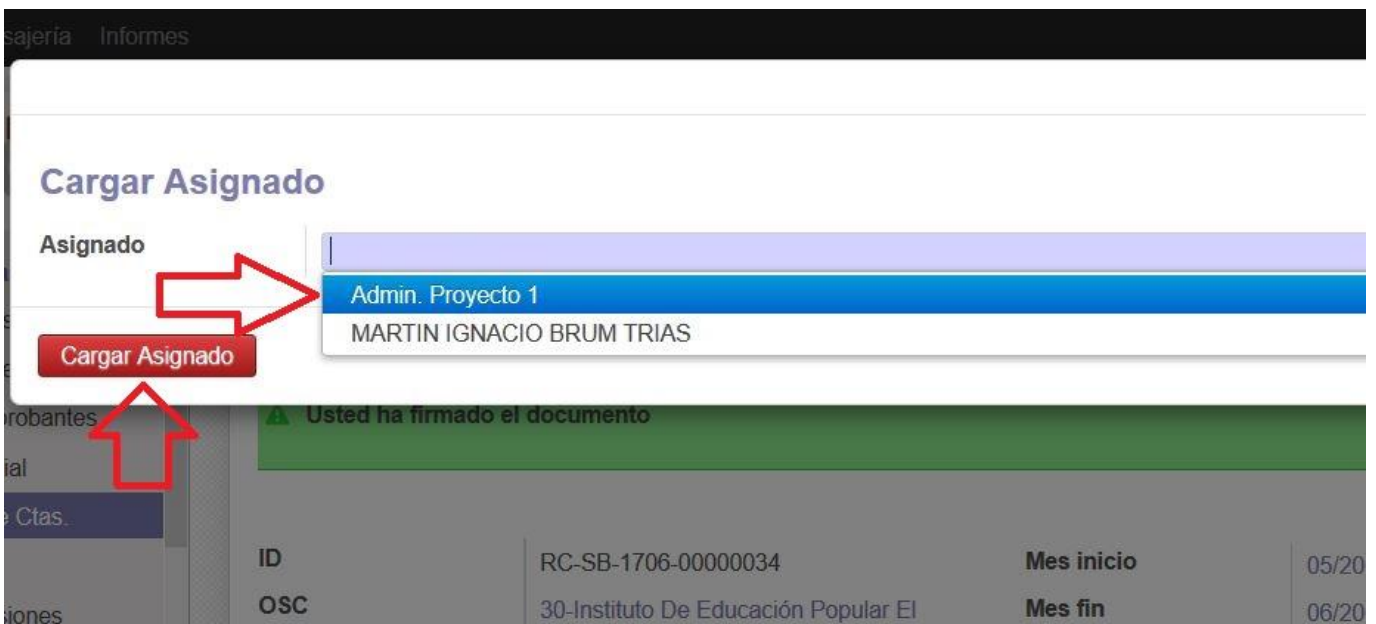 sajería Informes
Cargar Asignado
Asignado
Admin. Proyecto 1
MARTIN IGNACIO BRUM TRIAS
Cargar Asignado
Usted ha firmado el documento
robantes
ial
Ctas.
ID RC-SB-1706-00000034 Mes inicio 05/20
siones OSC 30-Instituto De Educación Popular El Mes fin 06/20